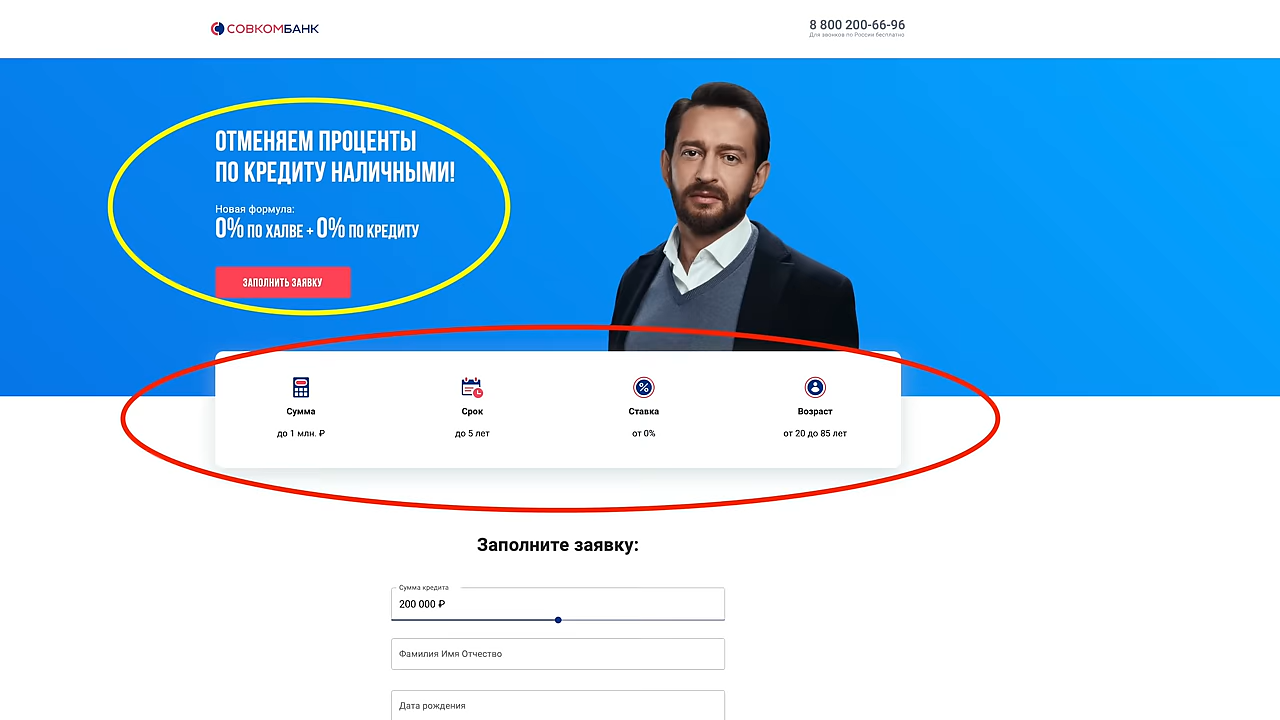 СОВКОМБАНК
8 800 200-66-96
Для звонков по России бесплатно.
ОТМЕНЯЕМ ПРОЦЕНТЫ
ПО КРЕДИТУ НАЛИЧНЫМИ!
Новая формула:
0% ПО ХАЛВЕ + 0% ПО КРЕДИТУ
ЗАПОЛНИТЬ ЗАЯВКУ
Сумма
до 1 млн. ₽
Срок
до 5 лет
Ставка
от 0%
Возраст
от 20 до 85 лет
Заполните заявку:
Сумма кредита
200 000 ₽
Фамилия Имя Отчество
Дата рождения